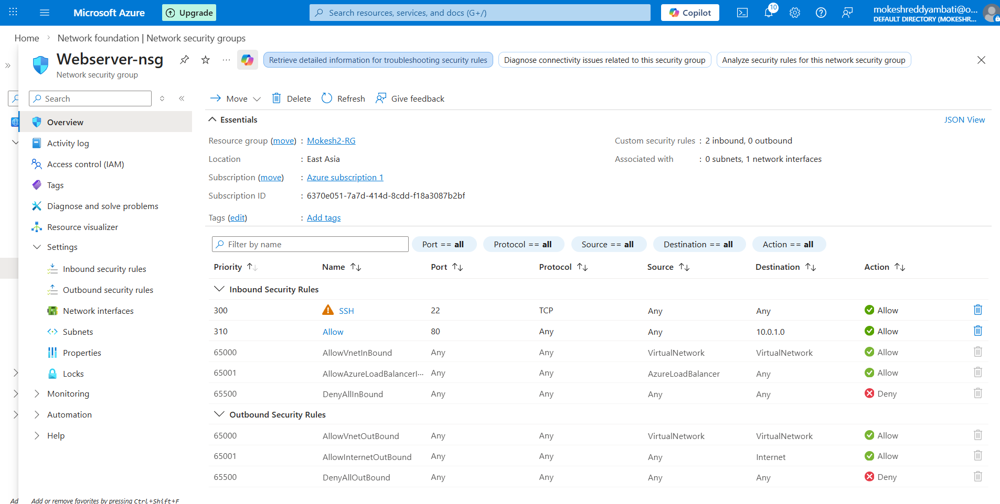 Microsoft Azure
Upgrade
Search resources, services, and docs (G+/)
Copilot
10
mokeshreddyambati@o...
DEFAULT DIRECTORY (MOKESHR...
Home > Network foundation | Network security groups
Webserver-nsg
Network security group
Retrieve detailed information for troubleshooting security rules
Diagnose connectivity issues related to this security group
Analyze security rules for this network security group
Search
Overview
Activity log
Access control (IAM)
Tags
Diagnose and solve problems
Resource visualizer
Settings
Inbound security rules
Outbound security rules
Network interfaces
Subnets
Properties
Locks
Monitoring
Automation
Help
Ad
Add or remove favorites by pressing Ctrl+Shift+F
Move Delete Refresh Give feedback
Essentials JSON View
Resource group (move) : Mokesh2-RG
Location : East Asia
Subscription (move) : Azure subscription 1
Subscription ID : 6370e051-7a7d-414d-8cdd-f18a3087b2bf
Tags (edit) : Add tags
Custom security rules : 2 inbound, 0 outbound
Associated with : 0 subnets, 1 network interfaces
Filter by name Port == all Protocol == all Source == all Destination == all Action == all
Priority Name Port Protocol Source Destination Action
Inbound Security Rules
300 SSH 22 TCP Any Any Allow
310 Allow 80 Any Any 10.0.1.0 Allow
65000 AllowVnetInBound Any Any VirtualNetwork VirtualNetwork Allow
65001 AllowAzureLoadBalancerI... Any Any AzureLoadBalancer Any Allow
65500 DenyAllInBound Any Any Any Any Deny
Outbound Security Rules
65000 AllowVnetOutBound Any Any VirtualNetwork VirtualNetwork Allow
65001 AllowInternetOutBound Any Any Any Internet Allow
65500 DenyAllOutBound Any Any Any Any Deny